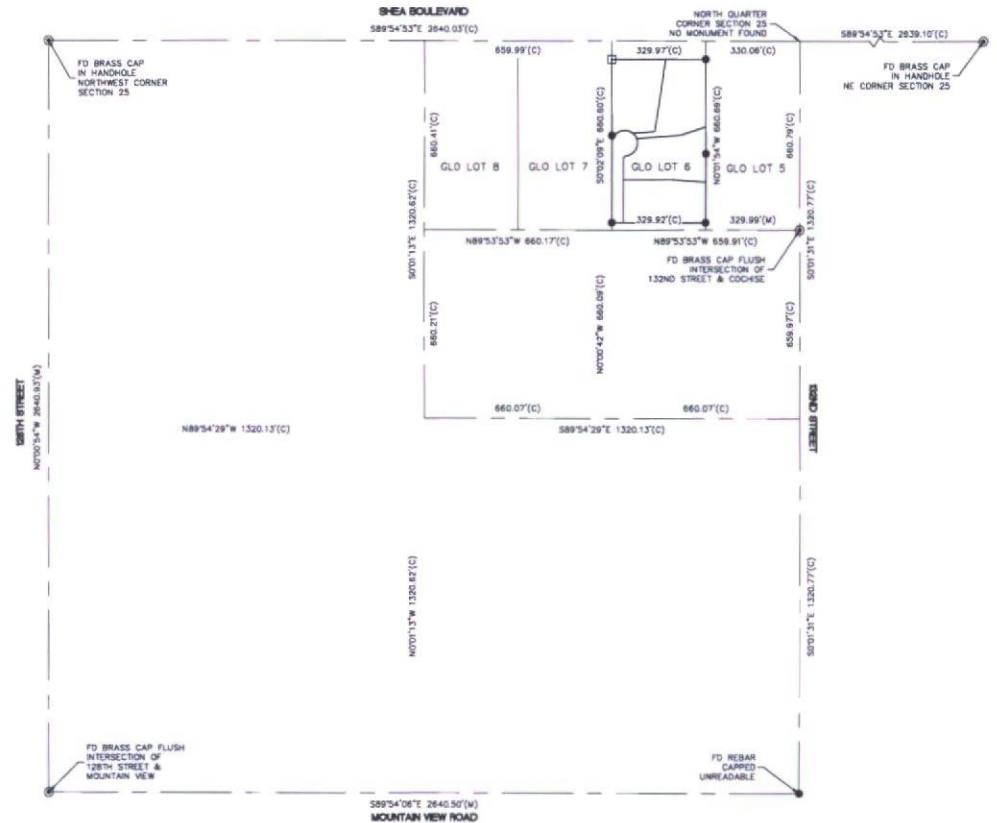 SHEA BOULEVARD
S89°54'53"E 2640.03'(C)
NORTH QUARTER
CORNER SECTION 25
NO MONUMENT FOUND
S89°54'53"E 2639.10'(C)
FD BRASS CAP
IN HANDHOLE
NORTHWEST CORNER
SECTION 25
659.99'(C)
329.97'(C)
330.06'(C)
FD BRASS CAP
IN HANDHOLE
NE CORNER SECTION 25
660.41'(C)
S0°02'09"E 660.60'(C)
N0°01'54"W 660.69'(C)
660.79'(C)
GLO LOT 8
GLO LOT 7
GLO LOT 6
GLO LOT 5
S0°01'13"E 1320.62'(C)
329.92'(C)
329.99'(M)
S0°01'31"E 1320.77'(C)
N89°53'53"W 660.17'(C)
N89°53'53"W 659.91'(C)
FD BRASS CAP FLUSH
INTERSECTION OF
132ND STREET & COCHISE
660.21'(C)
N0°00'42"W 660.09'(C)
659.97'(C)
128TH STREET
N0°00'54"W 2640.93'(M)
660.07'(C)
660.07'(C)
132ND STREET
N89°54'29"W 1320.13'(C)
S89°54'29"E 1320.13'(C)
N0°01'13"W 1320.62'(C)
S0°01'31"E 1320.77'(C)
FD BRASS CAP FLUSH
INTERSECTION OF
128TH STREET &
MOUNTAIN VIEW
FD REBAR
CAPPED
UNREADABLE
S89°54'06"E 2640.50'(M)
MOUNTAIN VIEW ROAD